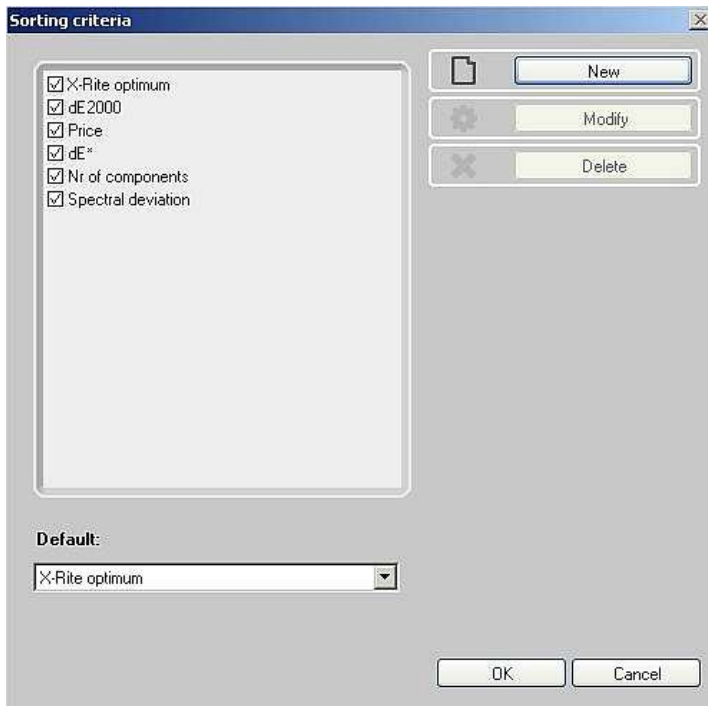 Sorting criteria
X-Rite optimum
dE2000
Price
dE*
Nr of components
Spectral deviation
New
Modify
Delete
Default:
X-Rite optimum
OK
Cancel